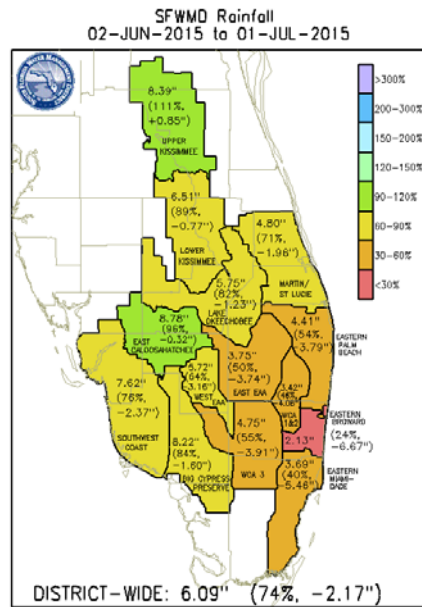 SFWMD Rainfall
02-JUN-2015 to 01-JUL-2015
8.39"
(111%,
+0.85")
UPPER
KISSIMMEE
>300%
200-300%
150-200%
120-150%
90-120%
60-90%
30-60%
<30%
6.51"
(89%,
-0.77")
LOWER
KISSIMMEE
4.80"
(71%,
-1.96")
MARTIN/
ST LUCIE
5.75"
(82%,
-1.23")
LAKE
OKEECHOBEE
8.78"
(96%,
-0.32")
EAST
CALOOSAHATCHEE
4.41"
(54%,
-3.79")
EASTERN
PALM
BEACH
3.75"
(50%,
-3.74")
EAST EAA
5.72"
(64%,
-3.16")
WEST
EAA
3.42"
(46%,
-4.06")
WCA
1&2
7.62"
(76%,
-2.37")
SOUTHWEST
COAST
8.22"
(84%,
-1.60")
BIG CYPRESS
PRESERVE
4.75"
(55%,
-3.91")
WCA 3
2.13"
EASTERN
BROWARD
(24%,
-6.67")
3.69"
(40%,
-5.46")
EASTERN
MIAMI-
DADE
DISTRICT-WIDE: 6.09" (74%, -2.17")